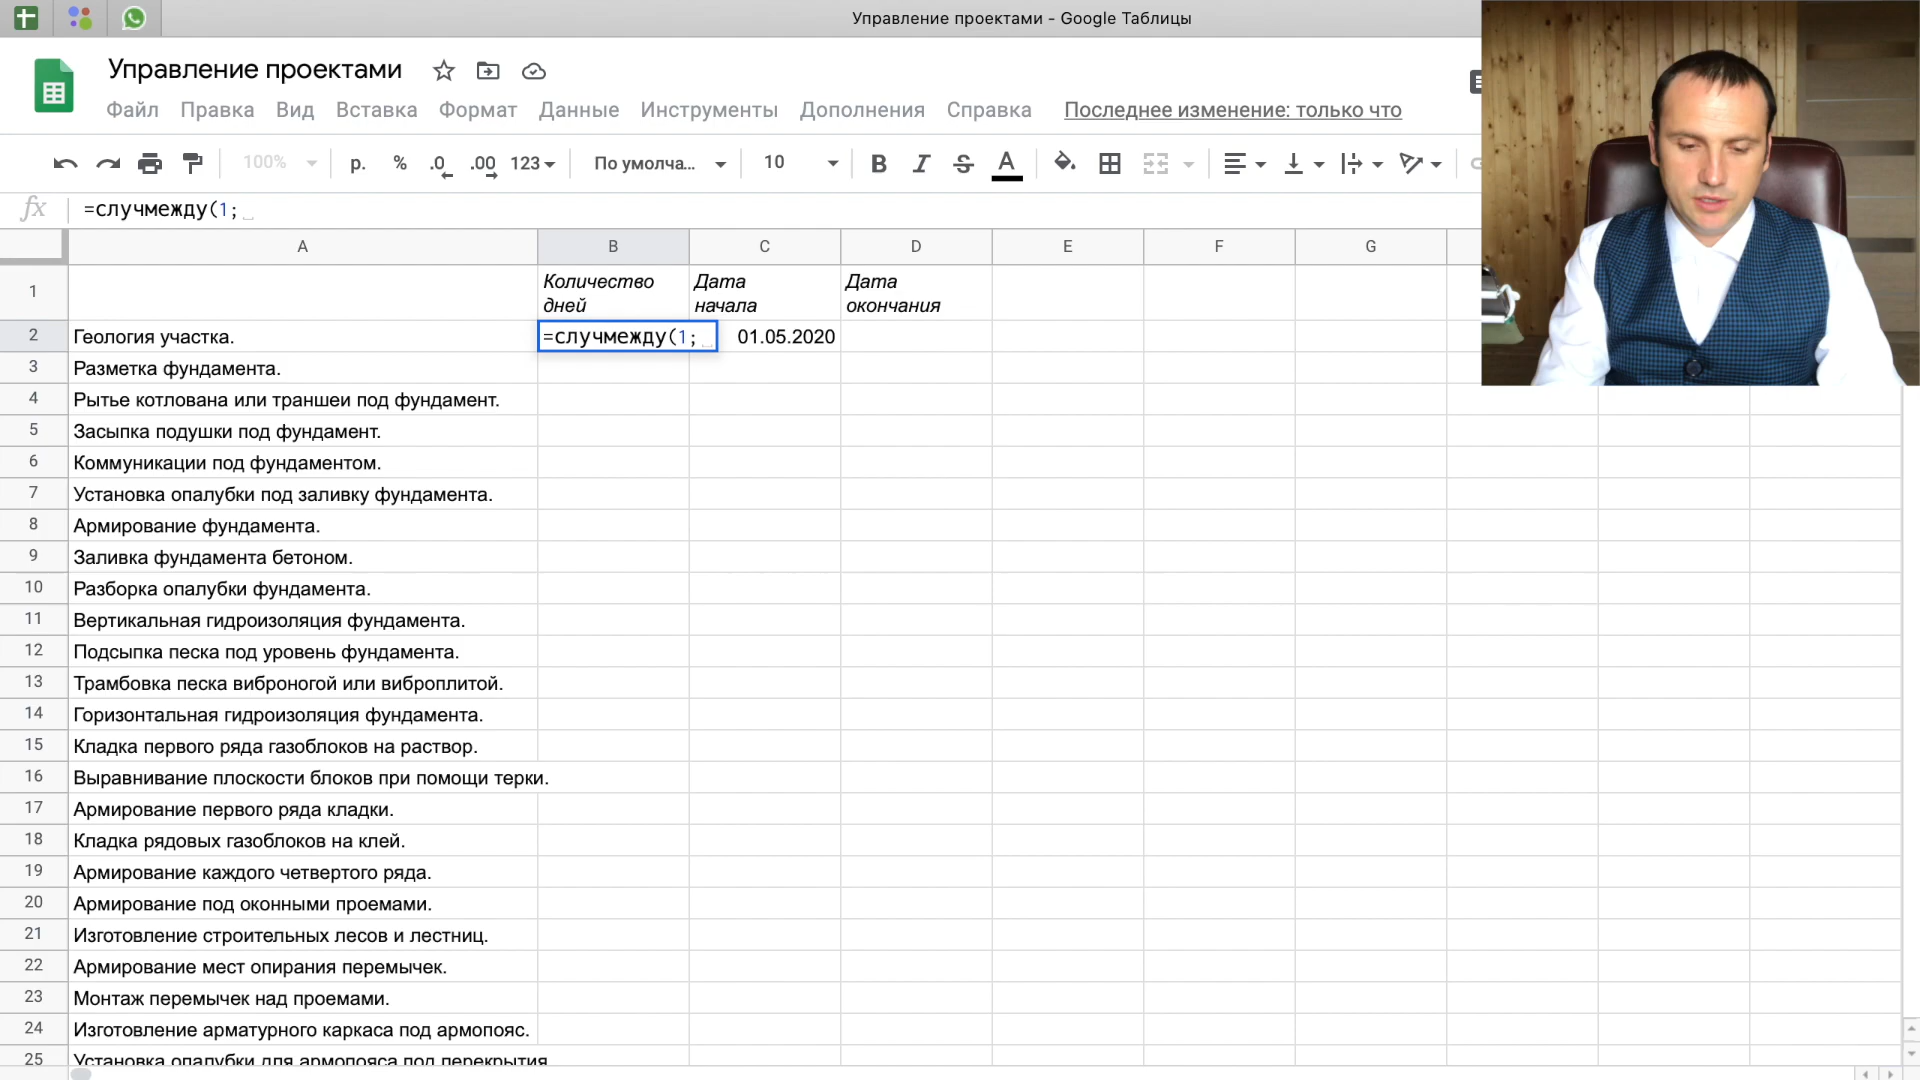 Управление проектами - Google Таблицы
Управление проектами
Файл Правка Вид Вставка Формат Данные Инструменты Дополнения Справка Последнее изменение: только что
100% р. % .0 .00 123 По умолча... 10 B I S A
fx =случмежду(1;
A B C D E F G
1 Количество дней Дата начала Дата окончания
2 Геология участка. =случмежду(1; 01.05.2020
3 Разметка фундамента.
4 Рытье котлована или траншеи под фундамент.
5 Засыпка подушки под фундамент.
6 Коммуникации под фундаментом.
7 Установка опалубки под заливку фундамента.
8 Армирование фундамента.
9 Заливка фундамента бетоном.
10 Разборка опалубки фундамента.
11 Вертикальная гидроизоляция фундамента.
12 Подсыпка песка под уровень фундамента.
13 Трамбовка песка виброногой или виброплитой.
14 Горизонтальная гидроизоляция фундамента.
15 Кладка первого ряда газоблоков на раствор.
16 Выравнивание плоскости блоков при помощи терки.
17 Армирование первого ряда кладки.
18 Кладка рядовых газоблоков на клей.
19 Армирование каждого четвертого ряда.
20 Армирование под оконными проемами.
21 Изготовление строительных лесов и лестниц.
22 Армирование мест опирания перемычек.
23 Монтаж перемычек над проемами.
24 Изготовление арматурного каркаса под армопояс.
25 Установка опалубки для армопояса под перекрытия